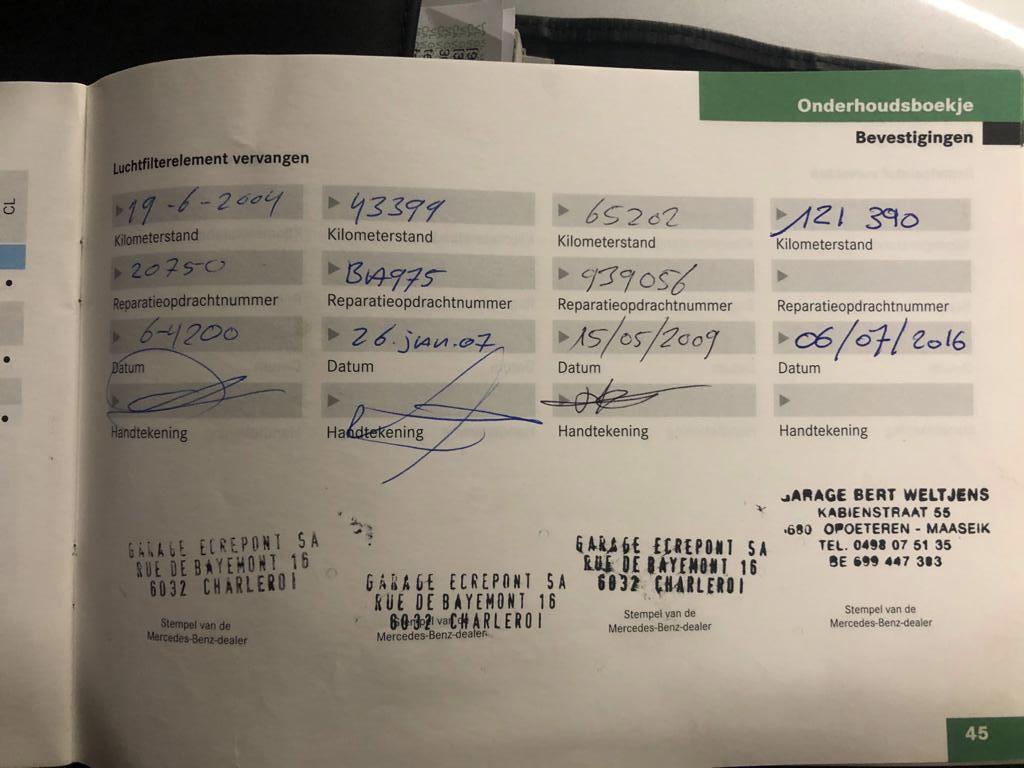 Onderhoudsboekje
Bevestigingen
CL
Luchtfilterelement vervangen
19-6-2004
Kilometerstand
20750
Reparatieopdrachtnummer
6-4200
Datum
Handtekening
GARAGE ECREPONT SA
RUE DE BAYEMONT 16
6032 CHARLEROI
Stempel van de
Mercedes-Benz-dealer
43399
Kilometerstand
BA975
Reparatieopdrachtnummer
26.jun.07
Datum
Handtekening
GARAGE ECREPONT SA
RUE DE BAYEMONT 16
6032 CHARLEROI
Stempel van de
Mercedes-Benz-dealer
65202
Kilometerstand
939056
Reparatieopdrachtnummer
15/05/2009
Datum
Handtekening
GARAGE ECREPONT SA
RUE DE BAYEMONT 16
6032 CHARLEROI
Stempel van de
Mercedes-Benz-dealer
121 390
Kilometerstand
Reparatieopdrachtnummer
06/07/2016
Datum
Handtekening
GARAGE BERT WELTJENS
KABIENSTRAAT 55
680 OPOETEREN - MAASEIK
TEL. 0498 07 51 35
BE 699 447 383
Stempel van de
Mercedes-Benz-dealer
45